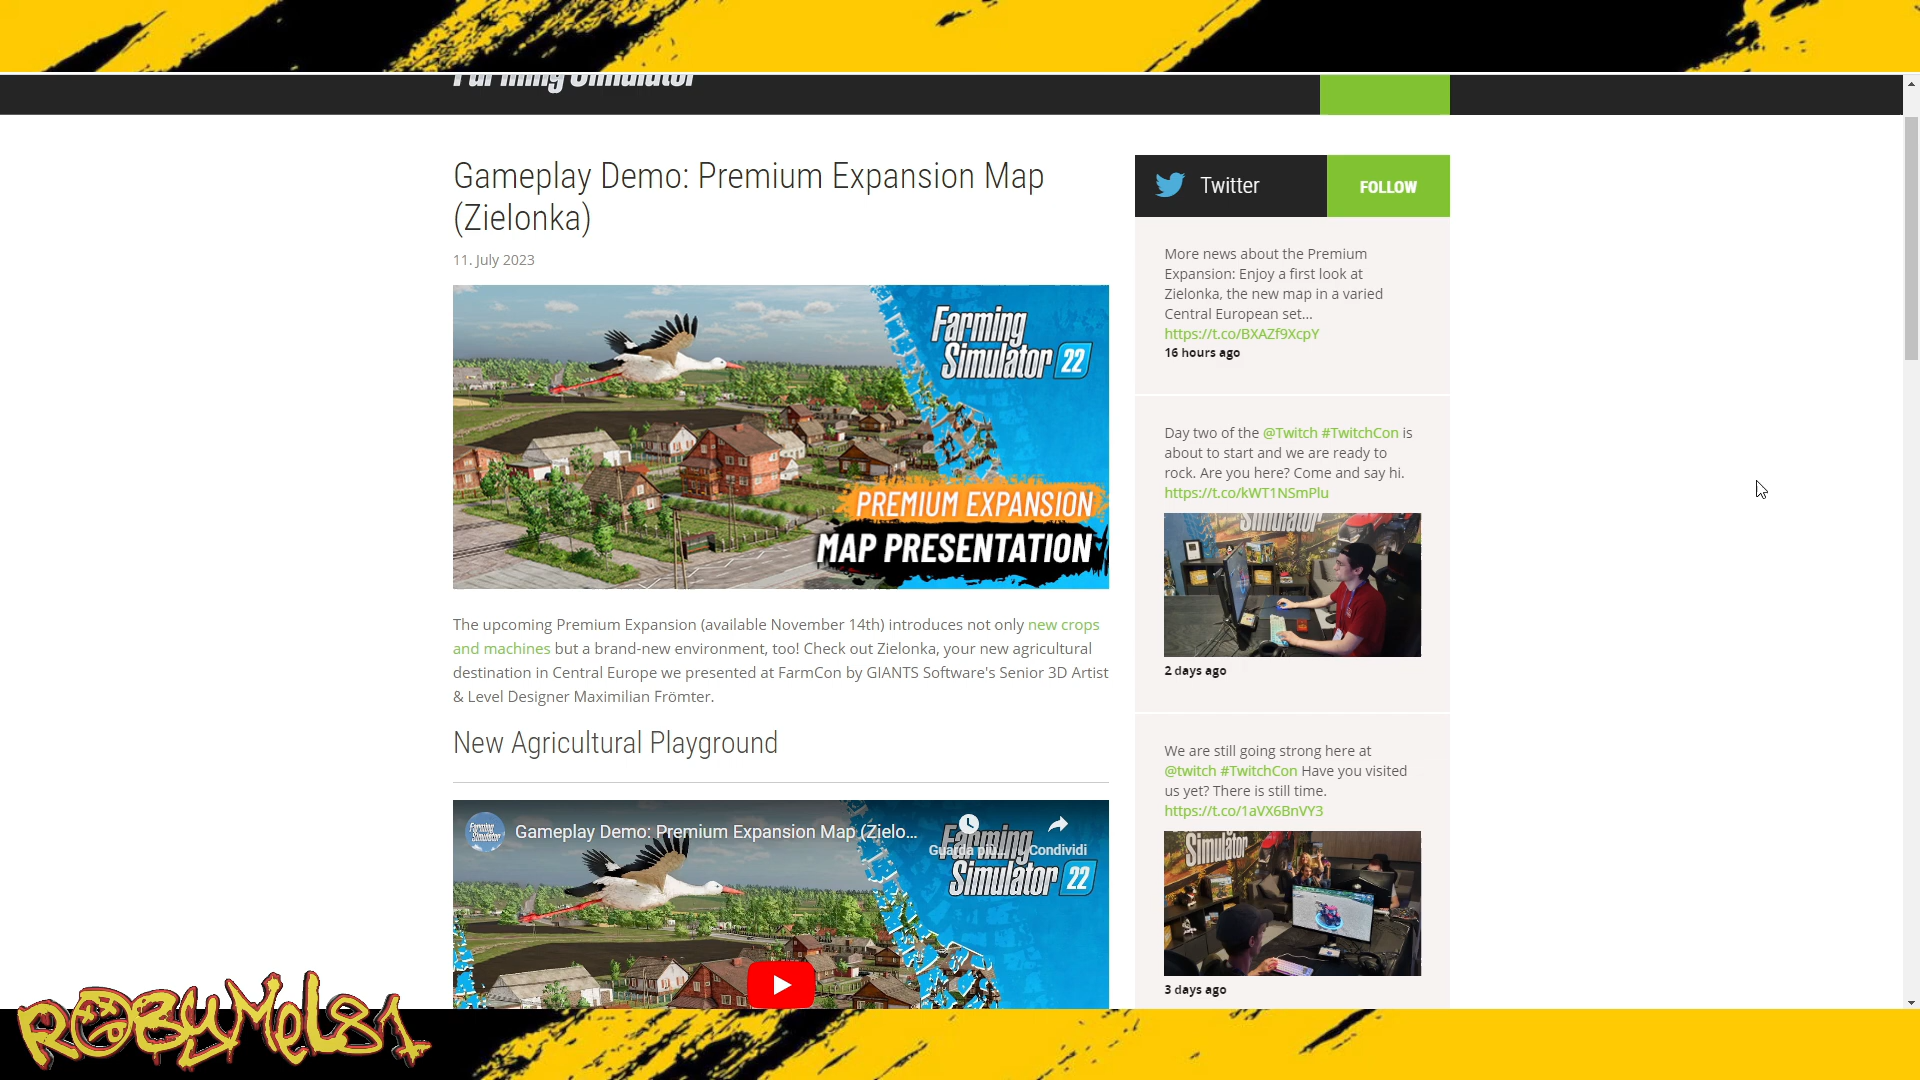 Farming Simulator
Gameplay Demo: Premium Expansion Map
(Zielonka)
11. July 2023
Farming
Simulator 22
PREMIUM EXPANSION
MAP PRESENTATION
The upcoming Premium Expansion (available November 14th) introduces not only new crops
and machines but a brand-new environment, too! Check out Zielonka, your new agricultural
destination in Central Europe we presented at FarmCon by GIANTS Software's Senior 3D Artist
& Level Designer Maximilian Frömter.
New Agricultural Playground
Gameplay Demo: Premium Expansion Map (Zielo...
Guarda più... Condividi
Farming
Simulator 22
Twitter
FOLLOW
More news about the Premium
Expansion: Enjoy a first look at
Zielonka, the new map in a varied
Central European set...
https://t.co/BXAZf9XcpY
16 hours ago
Day two of the @Twitch #TwitchCon is
about to start and we are ready to
rock. Are you here? Come and say hi.
https://t.co/kWT1NSmPlu
Simulator
2 days ago
We are still going strong here at
@twitch #TwitchCon Have you visited
us yet? There is still time.
https://t.co/1aVX6BnVY3
Simulator
3 days ago
RobyMel81